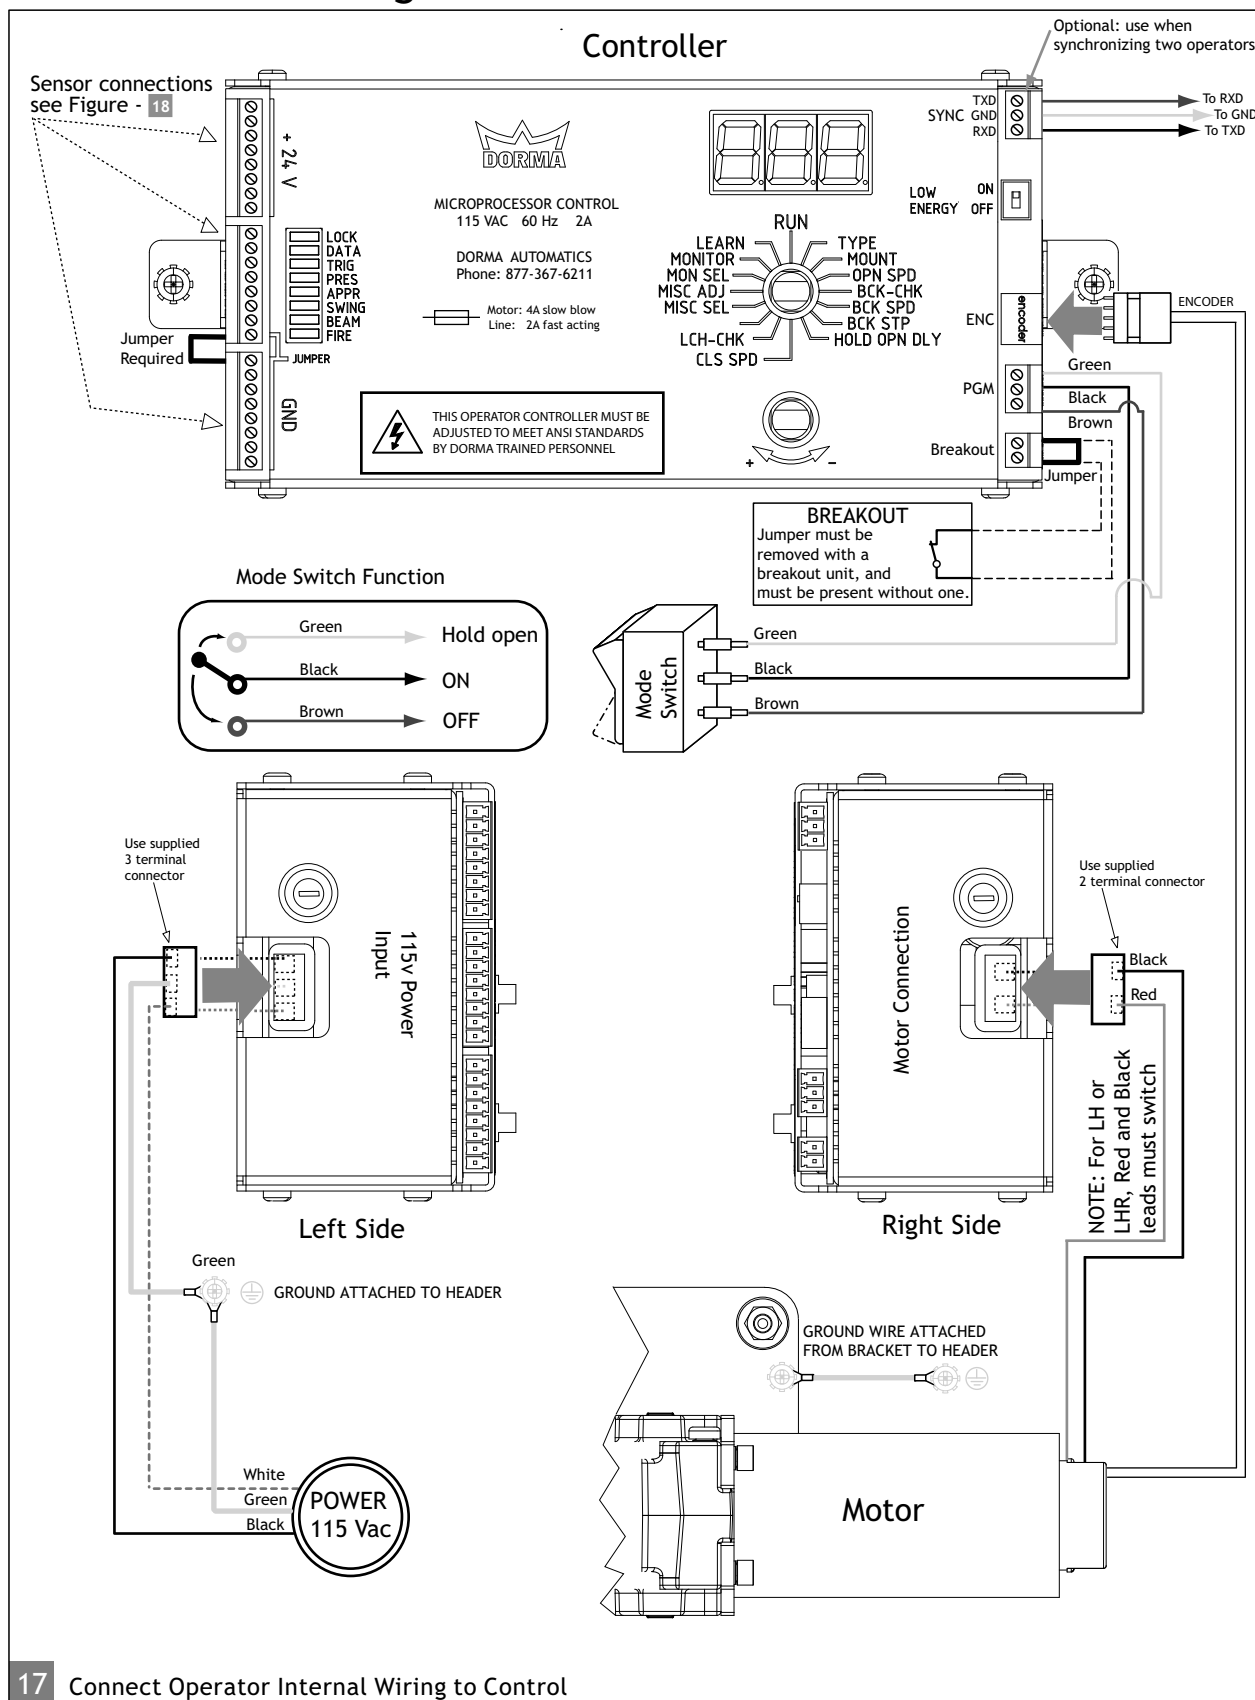 Optional: use when
synchronizing two operators
Controller
Sensor connections
see Figure - 18
TXD
SYNC GND
RXD
To RXD
To GND
To TXD
+ 24 V
DORMA
MICROPROCESSOR CONTROL
115 VAC 60 Hz 2A
DORMA AUTOMATICS
Phone: 877-367-6211
Motor: 4A slow blow
Line: 2A fast acting
LOW ENERGY
ON
OFF
LOCK
DATA
TRIG
PRES
APPR
SWING
BEAM
FIRE
JUMPER
Jumper
Required
GND
RUN
LEARN
MONITOR
MON SEL
MISC ADJ
MISC SEL
LCH-CHK
CLS SPD
TYPE
MOUNT
OPN SPD
BCK-CHK
BCK SPD
BCK STP
HOLD OPN DLY
ENC
encoder
ENCODER
PGM
Green
Black
Brown
Breakout
Jumper
+
-
THIS OPERATOR CONTROLLER MUST BE
ADJUSTED TO MEET ANSI STANDARDS
BY DORMA TRAINED PERSONNEL
BREAKOUT
Jumper must be
removed with a
breakout unit, and
must be present without one.
Mode Switch Function
Green
Hold open
Black
ON
Brown
OFF
Mode
Switch
Green
Black
Brown
Use supplied
3 terminal
connector
115v Power
Input
Left Side
Use supplied
2 terminal connector
Motor Connection
Black
Red
Right Side
NOTE: For LH or
LHR, Red and Black
leads must switch
Green
GROUND ATTACHED TO HEADER
GROUND WIRE ATTACHED
FROM BRACKET TO HEADER
White
Green
Black
POWER
115 Vac
Motor
17 Connect Operator Internal Wiring to Control